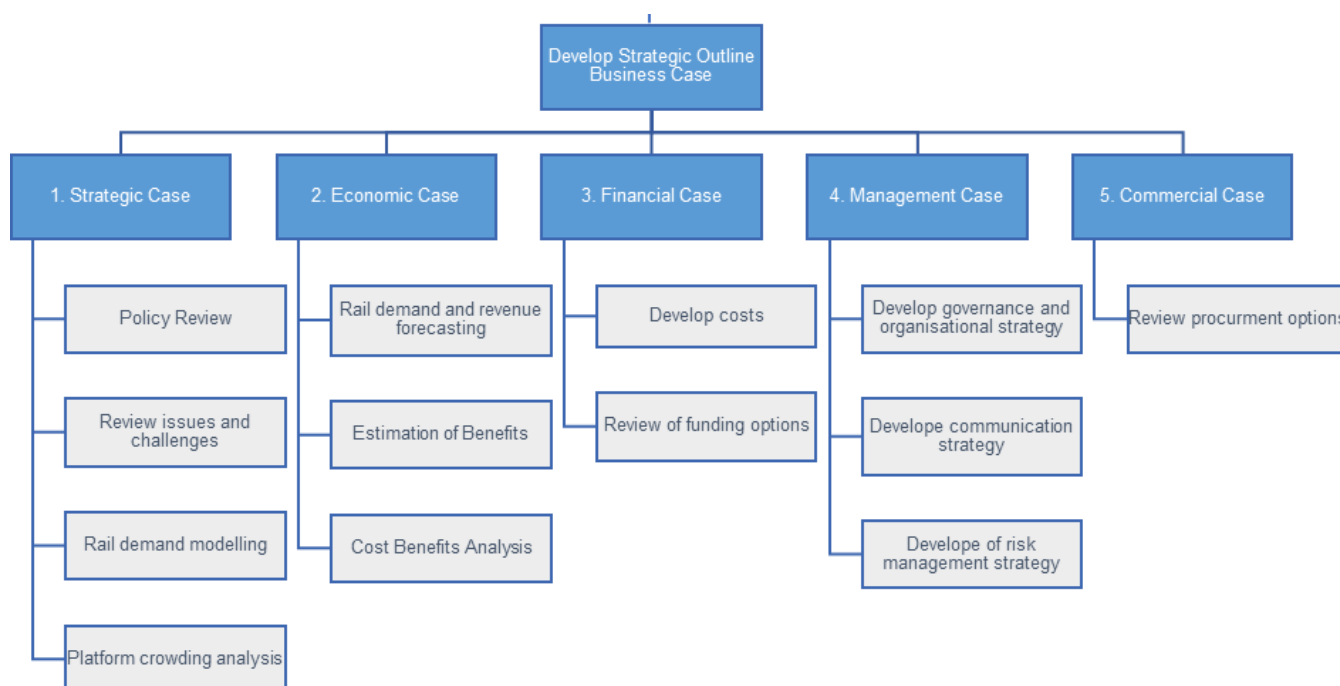 Develop Strategic Outline
Business Case
1. Strategic Case
2. Economic Case
3. Financial Case
4. Management Case
5. Commercial Case
Policy Review
Review issues and
challenges
Rail demand modelling
Platform crowding analysis
Rail demand and revenue
forecasting
Estimation of Benefits
Cost Benefits Analysis
Develop costs
Review of funding options
Develop governance and
organisational strategy
Develope communication
strategy
Develope of risk
management strategy
Review procurment options